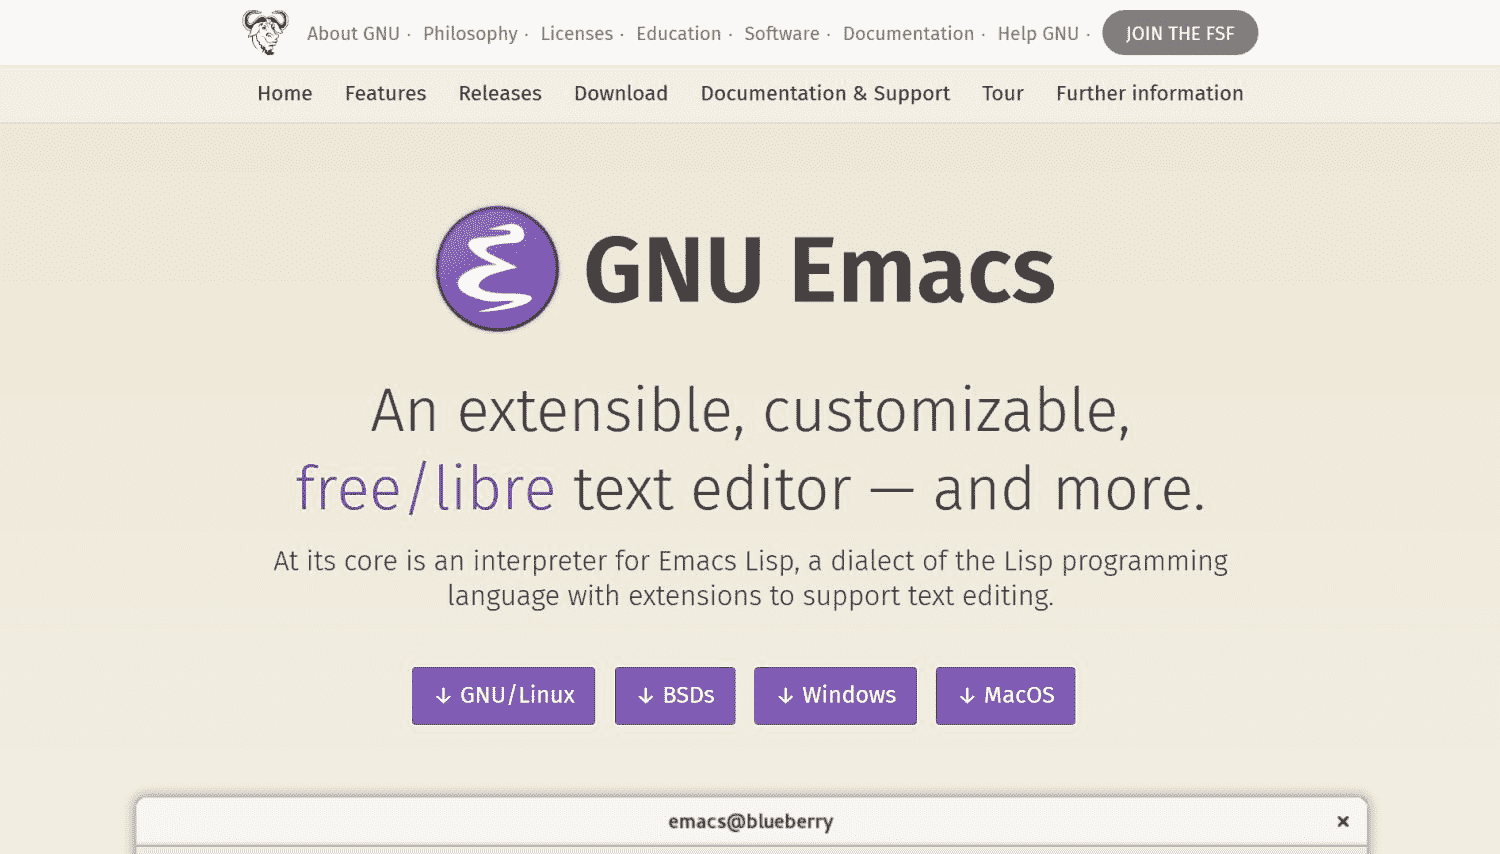 About GNU · Philosophy · Licenses · Education · Software · Documentation · Help GNU · JOIN THE FSF
Home Features Releases Download Documentation & Support Tour Further information
GNU Emacs
An extensible, customizable,
free/libre text editor — and more.
At its core is an interpreter for Emacs Lisp, a dialect of the Lisp programming
language with extensions to support text editing.
↓ GNU/Linux ↓ BSDs ↓ Windows ↓ MacOS
emacs@blueberry ×